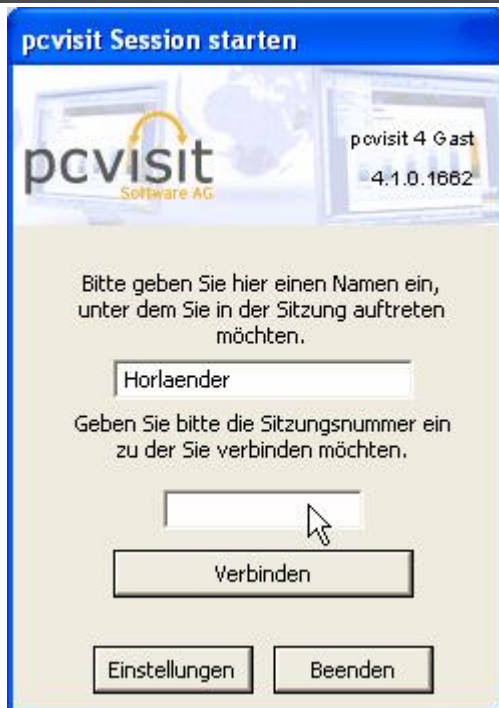 pcvisit Session starten
pcvisit
Software AG
pcvisit 4 Gast
4.1.0.1662
Bitte geben Sie hier einen Namen ein,
unter dem Sie in der Sitzung auftreten
möchten.
Horlaender
Geben Sie bitte die Sitzungsnummer ein
zu der Sie verbinden möchten.
Verbinden
Einstellungen
Beenden